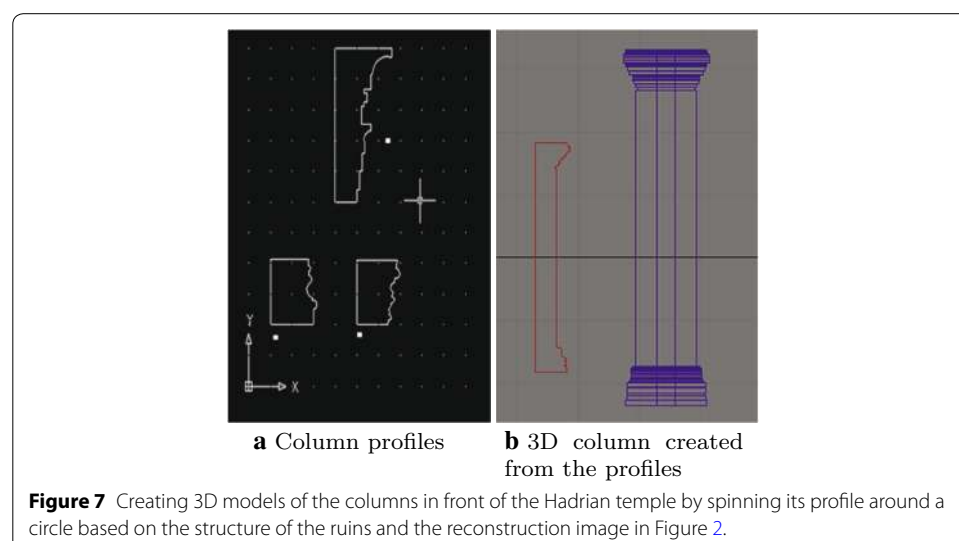 Y
X
a Column profiles
b 3D column created
from the profiles
Figure 7 Creating 3D models of the columns in front of the Hadrian temple by spinning its profile around a
circle based on the structure of the ruins and the reconstruction image in Figure 2.